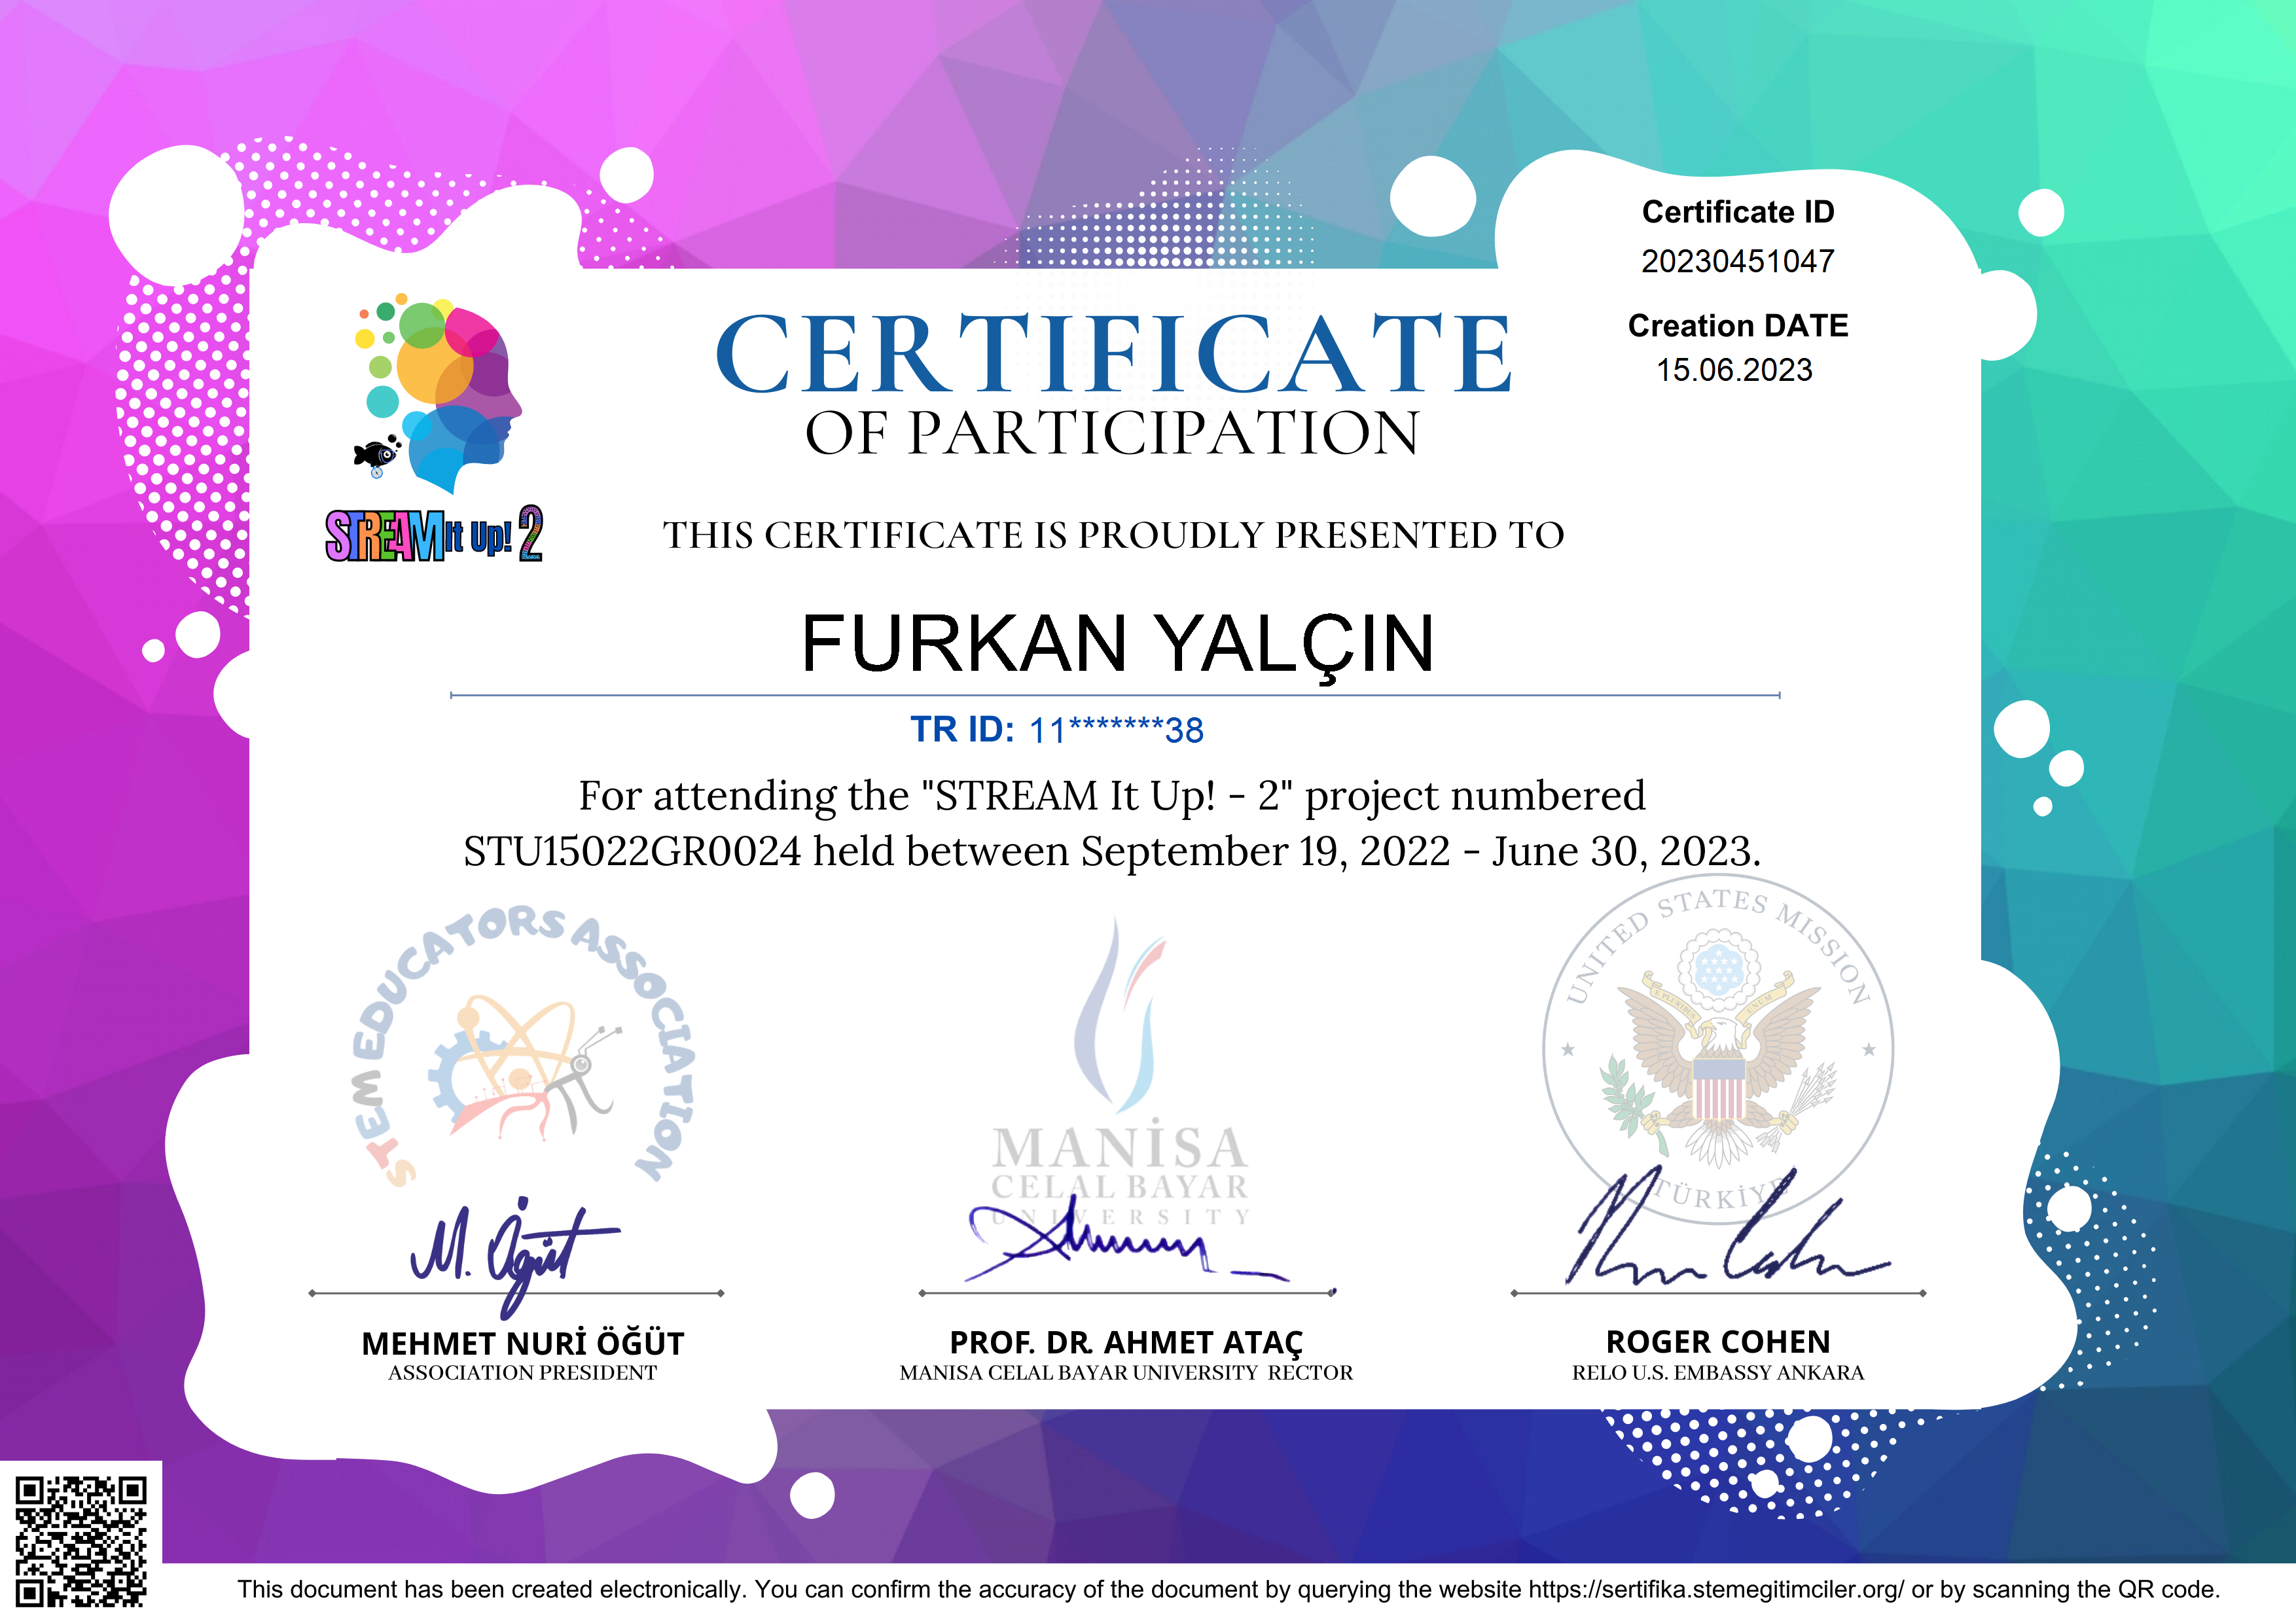 Certificate ID
20230451047
Creation DATE
15.06.2023
CERTIFICATE
OF PARTICIPATION
STREAM It Up! 2
THIS CERTIFICATE IS PROUDLY PRESENTED TO
FURKAN YALÇIN
TR ID: 11*******38
For attending the "STREAM It Up! - 2" project numbered
STU15022GR0024 held between September 19, 2022 - June 30, 2023.
STEM EDUCATORS ASSOCIATION
MANİSA
CELAL BAYAR
UNIVERSITY
UNITED STATES MISSION
E PLURIBUS UNUM
TÜRKİYE
M. Öğüt
MEHMET NURİ ÖĞÜT
ASSOCIATION PRESIDENT
PROF. DR. AHMET ATAÇ
MANISA CELAL BAYAR UNIVERSITY RECTOR
ROGER COHEN
RELO U.S. EMBASSY ANKARA
This document has been created electronically. You can confirm the accuracy of the document by querying the website https://sertifika.stemegitimciler.org/ or by scanning the QR code.